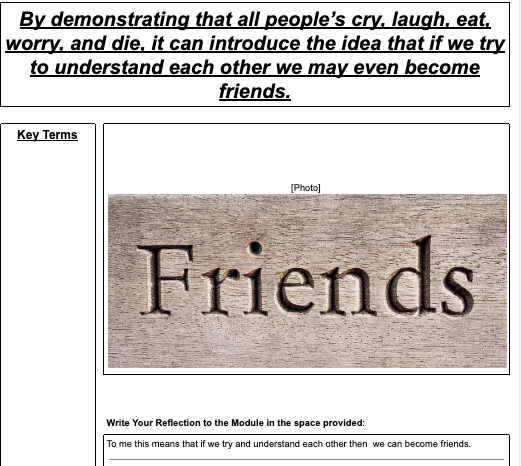 By demonstrating that all people's cry, laugh, eat,
worry, and die, it can introduce the idea that if we try
to understand each other we may even become
friends.
Key Terms
[Photo]
Friends
Write Your Reflection to the Module in the space provided:
To me this means that if we try and understand each other then  we can become friends.